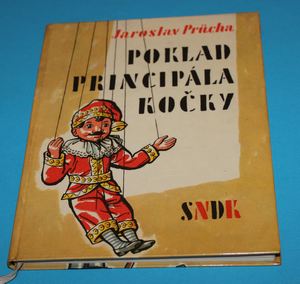 Jaroslav Průcha
POKLAD
PRINCIPÁLA
KOČKY
SNDK